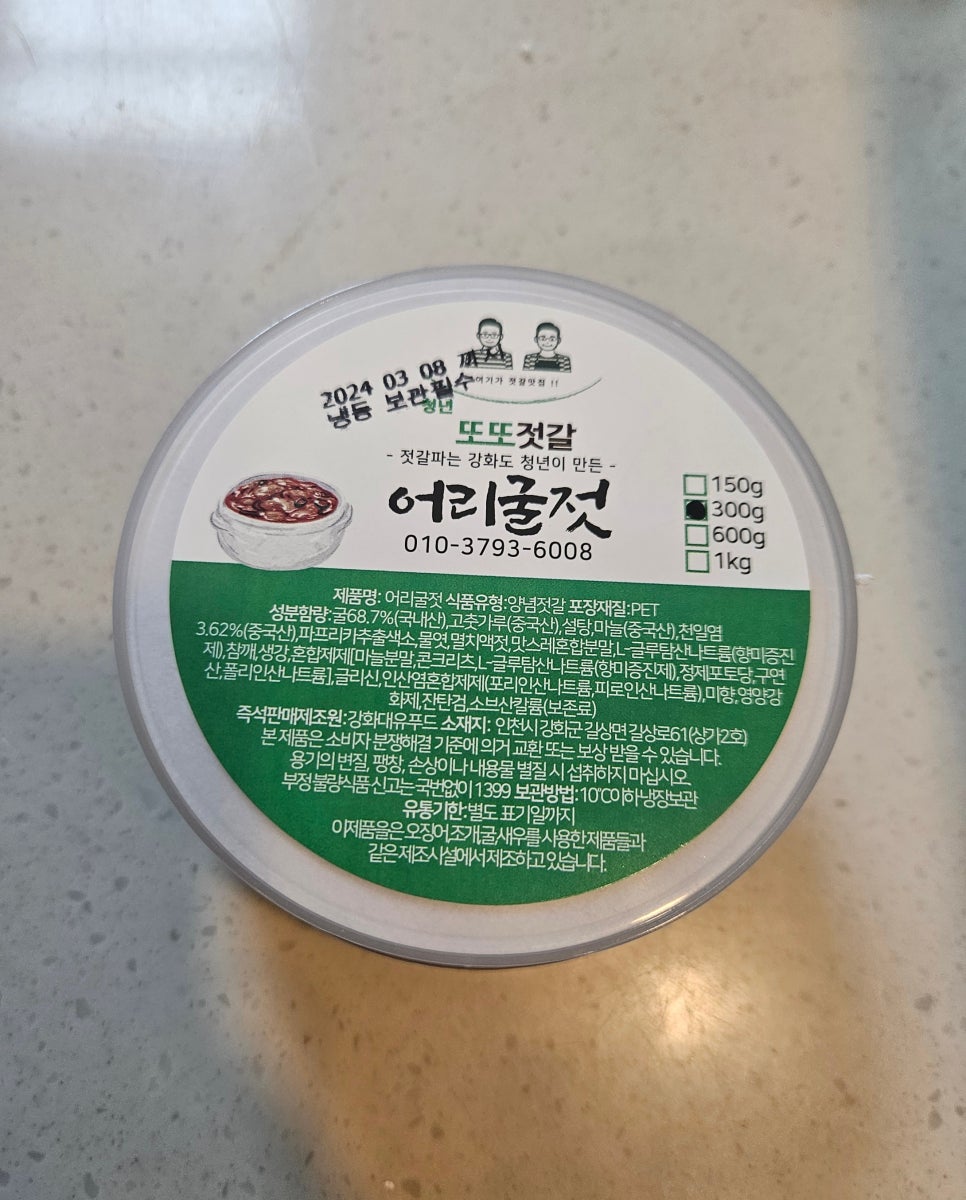 여기가 젓갈맛집 !!
2024 03 08 까지
냉동 보관필수
청년
또또젓갈
- 젓갈파는 강화도 청년이 만든 -
어리굴젓
010-3793-6008
150g
300g
600g
1kg
제품명: 어리굴젓 식품유형:양념젓갈 포장재질:PET
성분함량:굴68.7%(국내산),고추가루(중국산),설탕,마늘(중국산),천일염
3.62%(중국산),파프리카추출색소,물엿,멸치액젓,맛스레혼합분말,L-글루탐산나트륨(향미증진
제),참깨,생강,혼합제제[마늘분말,콘크리츠,L-글루탐산나트륨(향미증진제),정제포도당,구연
산,폴리인산나트륨],글리신,인산염혼합제제(포리인산나트륨,피로인산나트륨),미향,영양강
화제,잔탄검,소브산칼륨(보존료)
즉석판매제조원:강화대유푸드 소재지: 인천시 강화군 길상면 길상로61(상가2호)
본 제품은 소비자 분쟁해결 기준에 의거 교환 또는 보상 받을 수 있습니다.
용기의 변질, 팽창, 손상이나 내용물 별질 시 섭취하지 마십시오.
부정·불량식품 신고는 국번없이 1399 보관방법:10℃이하 냉장보관
유통기한:별도 표기일까지
이제품을은 오징어,조개,굴,새우를 사용한 제품들과
같은 제조시설에서 제조하고 있습니다.